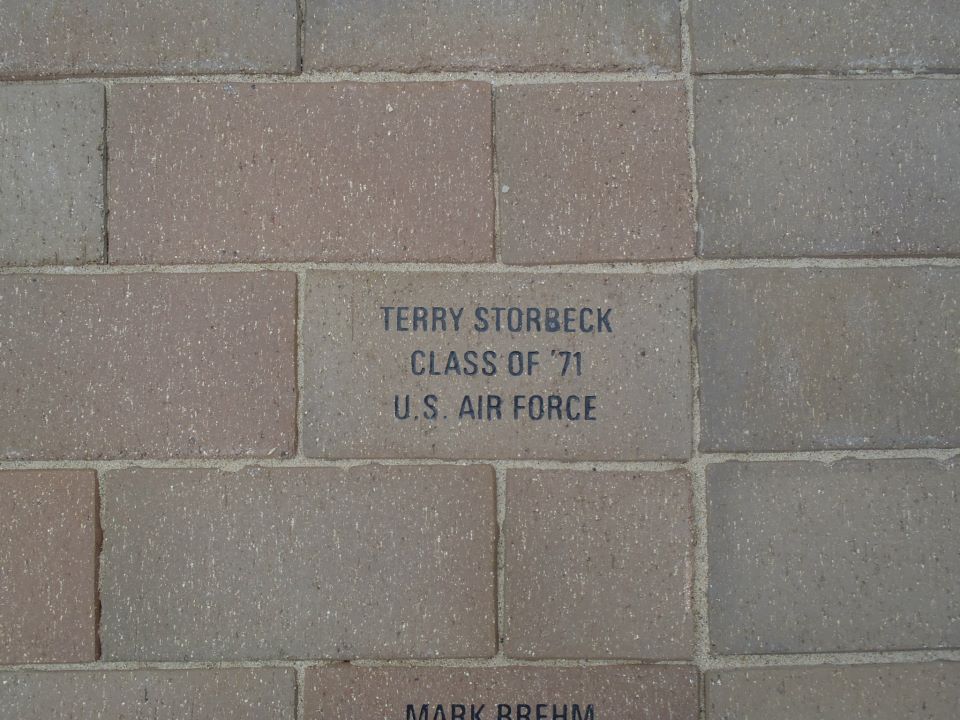 TERRY STORBECK
CLASS OF '71
U.S. AIR FORCE
MARK BREHM